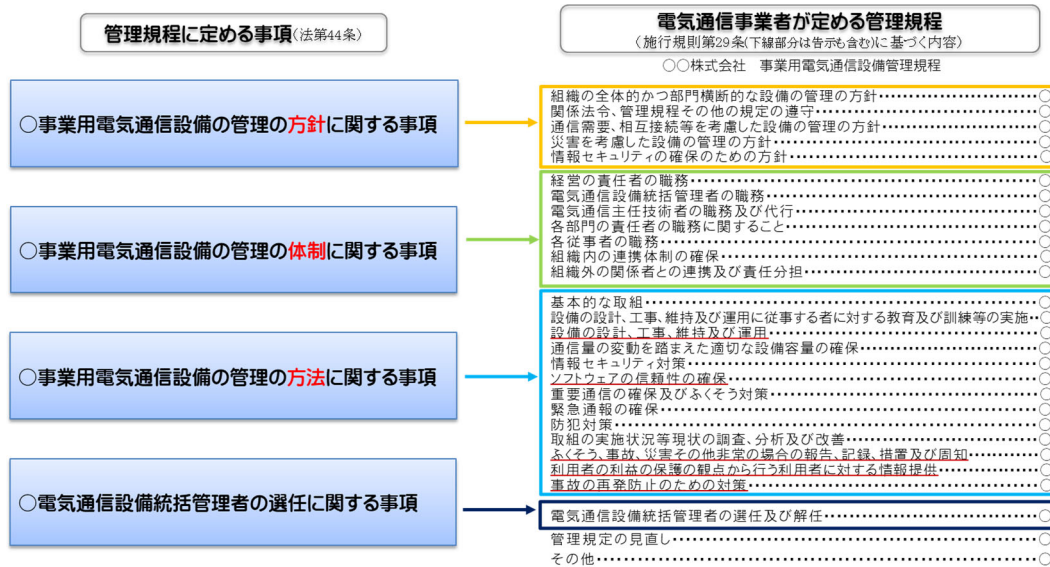 管理規程に定める事項(法第44条)
○事業用電気通信設備の管理の方針に関する事項
○事業用電気通信設備の管理の体制に関する事項
○事業用電気通信設備の管理の方法に関する事項
○電気通信設備統括管理者の選任に関する事項
電気通信事業者が定める管理規程
(施行規則第29条(下線部分は告示も含む)に基づく内容)
○○株式会社 事業用電気通信設備管理規程
組織の全体的かつ部門横断的な設備の管理の方針‥‥‥‥‥‥‥‥‥‥○
関係法令、管理規程その他の規定の遵守‥‥‥‥‥‥‥‥‥‥‥‥‥○
通信需要、相互接続等を考慮した設備の管理の方針‥‥‥‥‥‥‥‥‥‥○
災害を考慮した設備の管理の方針‥‥‥‥‥‥‥‥‥‥‥‥‥‥‥○
情報セキュリティの確保のための方針‥‥‥‥‥‥‥‥‥‥‥‥‥‥○
経営の責任者の職務‥‥‥‥‥‥‥‥‥‥‥‥‥‥‥‥‥‥‥○
電気通信設備統括管理者の職務‥‥‥‥‥‥‥‥‥‥‥‥‥‥‥○
電気通信主任技術者の職務及び代行‥‥‥‥‥‥‥‥‥‥‥‥‥‥○
各部門の責任者の職務に関すること‥‥‥‥‥‥‥‥‥‥‥‥‥‥○
各従事者の職務‥‥‥‥‥‥‥‥‥‥‥‥‥‥‥‥‥‥‥‥○
組織内の連携体制の確保‥‥‥‥‥‥‥‥‥‥‥‥‥‥‥‥‥○
組織外の関係者との連携及び責任分担‥‥‥‥‥‥‥‥‥‥‥‥‥○
基本的な取組‥‥‥‥‥‥‥‥‥‥‥‥‥‥‥‥‥‥‥‥‥○
設備の設計、工事、維持及び運用に従事する者に対する教育及び訓練等の実施‥○
設備の設計、工事、維持及び運用‥‥‥‥‥‥‥‥‥‥‥‥‥‥‥○
通信量の変動を踏まえた適切な設備容量の確保‥‥‥‥‥‥‥‥‥‥‥○
情報セキュリティ対策‥‥‥‥‥‥‥‥‥‥‥‥‥‥‥‥‥‥○
ソフトウェアの信頼性の確保‥‥‥‥‥‥‥‥‥‥‥‥‥‥‥‥○
重要通信の確保及びふくそう対策‥‥‥‥‥‥‥‥‥‥‥‥‥‥‥○
緊急通報の確保‥‥‥‥‥‥‥‥‥‥‥‥‥‥‥‥‥‥‥‥○
防犯対策‥‥‥‥‥‥‥‥‥‥‥‥‥‥‥‥‥‥‥‥‥‥‥○
取組の実施状況等現状の調査、分析及び改善‥‥‥‥‥‥‥‥‥‥‥○
ふくそう、事故、災害その他非常の場合の報告、記録、措置及び周知‥‥‥‥○
利用者の利益の保護の観点から行う利用者に対する情報提供‥‥‥‥‥‥○
事故の再発防止のための対策‥‥‥‥‥‥‥‥‥‥‥‥‥‥‥‥○
電気通信設備統括管理者の選任及び解任‥‥‥‥‥‥‥‥‥‥‥‥○
管理規定の見直し‥‥‥‥‥‥‥‥‥‥‥‥‥‥‥‥‥‥‥○
その他‥‥‥‥‥‥‥‥‥‥‥‥‥‥‥‥‥‥‥‥‥‥‥‥○